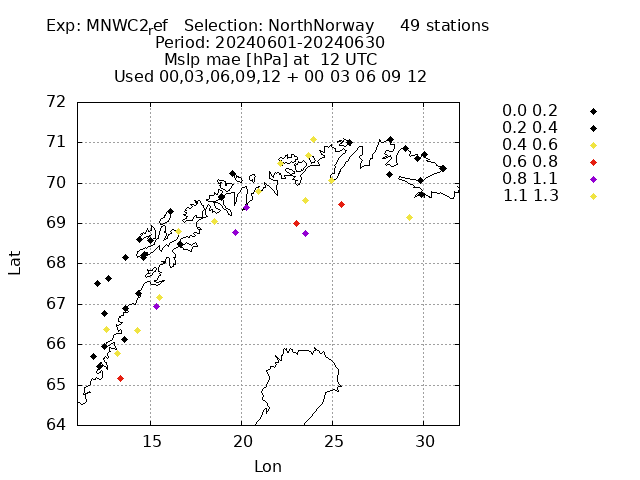 Exp: MNWC2ref   Selection: NorthNorway     49 stations
Period: 20240601-20240630
Mslp mae [hPa] at  12 UTC
Used 00,03,06,09,12 + 00 03 06 09 12
0.0 0.2
0.2 0.4
0.4 0.6
0.6 0.8
0.8 1.1
1.1 1.3
72
71
70
69
68
67
66
65
64
Lat
15 20 25 30
Lon